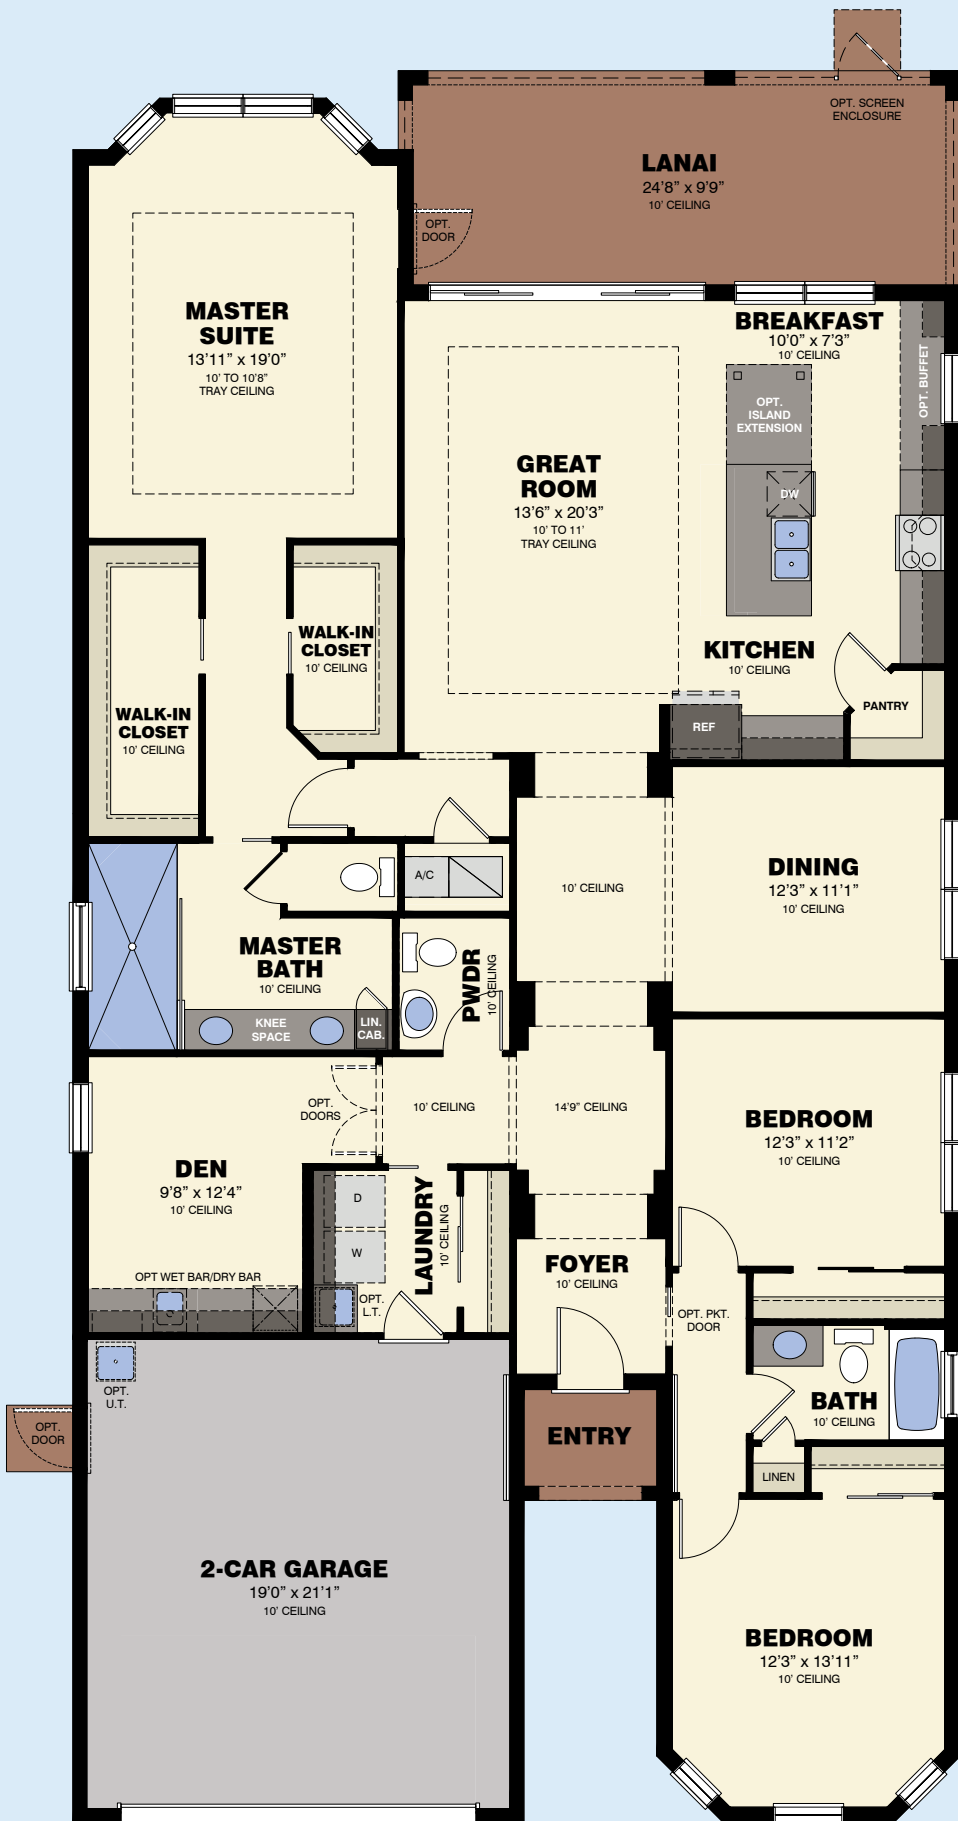 OPT. SCREEN
ENCLOSURE
LANAI
24'8" x 9'9"
10' CEILING
OPT.
DOOR
MASTER
SUITE
13'11" x 19'0"
10' TO 10'8"
TRAY CEILING
BREAKFAST
10'0" x 7'3"
10' CEILING
OPT. BUFFET
OPT.
ISLAND
EXTENSION
DW
GREAT
ROOM
13'6" x 20'3"
10' TO 11'
TRAY CEILING
KITCHEN
10' CEILING
PANTRY
REF
WALK-IN
CLOSET
10' CEILING
WALK-IN
CLOSET
10' CEILING
A/C
10' CEILING
DINING
12'3" x 11'1"
10' CEILING
MASTER
BATH
10' CEILING
KNEE
SPACE
LIN.
CAB.
PWDR
10' CEILING
OPT.
DOORS
10' CEILING
14'9" CEILING
BEDROOM
12'3" x 11'2"
10' CEILING
DEN
9'8" x 12'4"
10' CEILING
OPT WET BAR/DRY BAR
D
W
OPT.
L.T.
LAUNDRY
10' CEILING
FOYER
10' CEILING
OPT. PKT.
DOOR
BATH
10' CEILING
LINEN
OPT.
U.T.
OPT.
DOOR
ENTRY
2-CAR GARAGE
19'0" x 21'1"
10' CEILING
BEDROOM
12'3" x 13'11"
10' CEILING